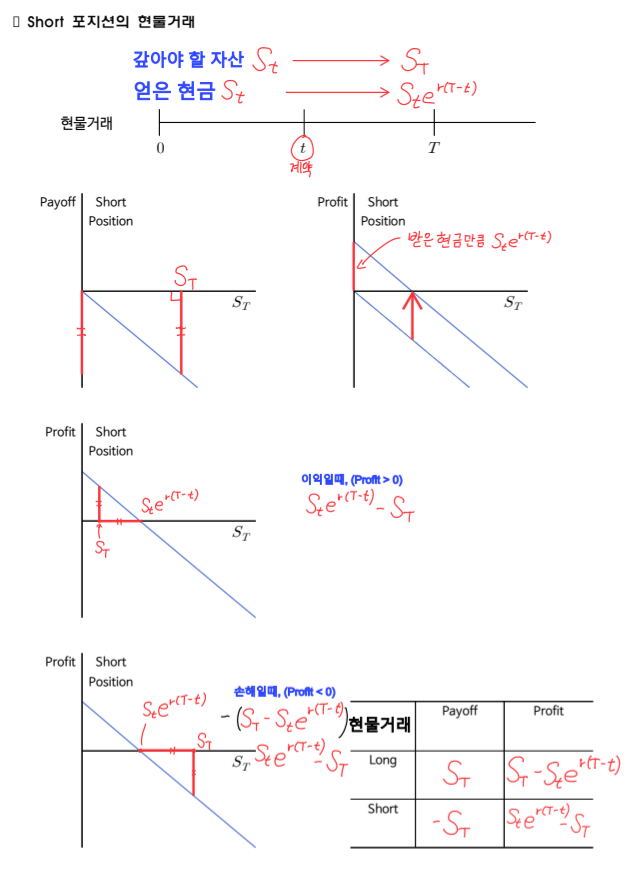 ▯ Short 포지션의 현물거래
갚아야 할 자산 S_t → S_T
얻은 현금 S_t → S_t e^{r(T-t)}
현물거래
0 t T
계약
Payoff Short Position
S_T
S_T
Profit Short Position
받은 현금만큼 S_t e^{r(T-t)}
S_T
Profit Short Position
S_t e^{r(T-t)}
S_T
S_T
이익일때, (Profit > 0)
S_t e^{r(T-t)} - S_T
Profit Short Position
S_t e^{r(T-t)}
S_T
S_T
손해일때, (Profit < 0)
- (S_T - S_t e^{r(T-t)})
S_t e^{r(T-t)} - S_T
현물거래 Payoff Profit
Long S_T S_T - S_t e^{r(T-t)}
Short -S_T S_t e^{r(T-t)} - S_T